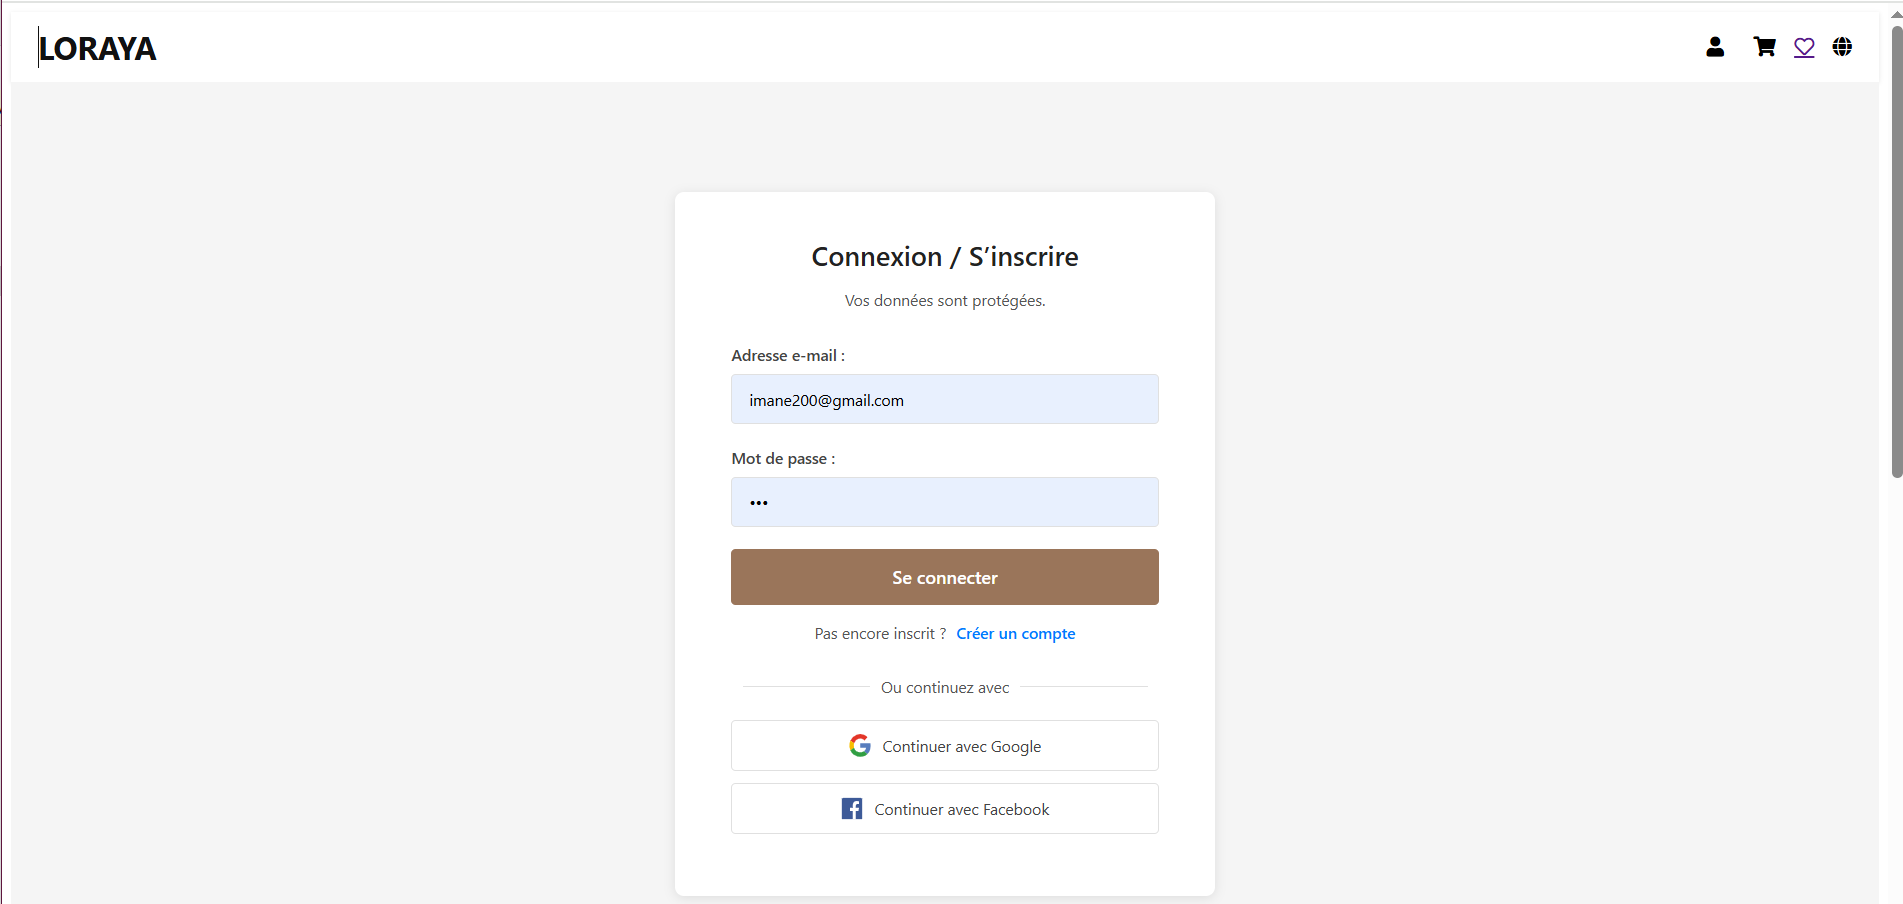 LORAYA
Connexion / S’inscrire
Vos données sont protégées.
Adresse e-mail :
imane200@gmail.com
Mot de passe :
•••
Se connecter
Pas encore inscrit ? Créer un compte
Ou continuez avec
Continuer avec Google
Continuer avec Facebook